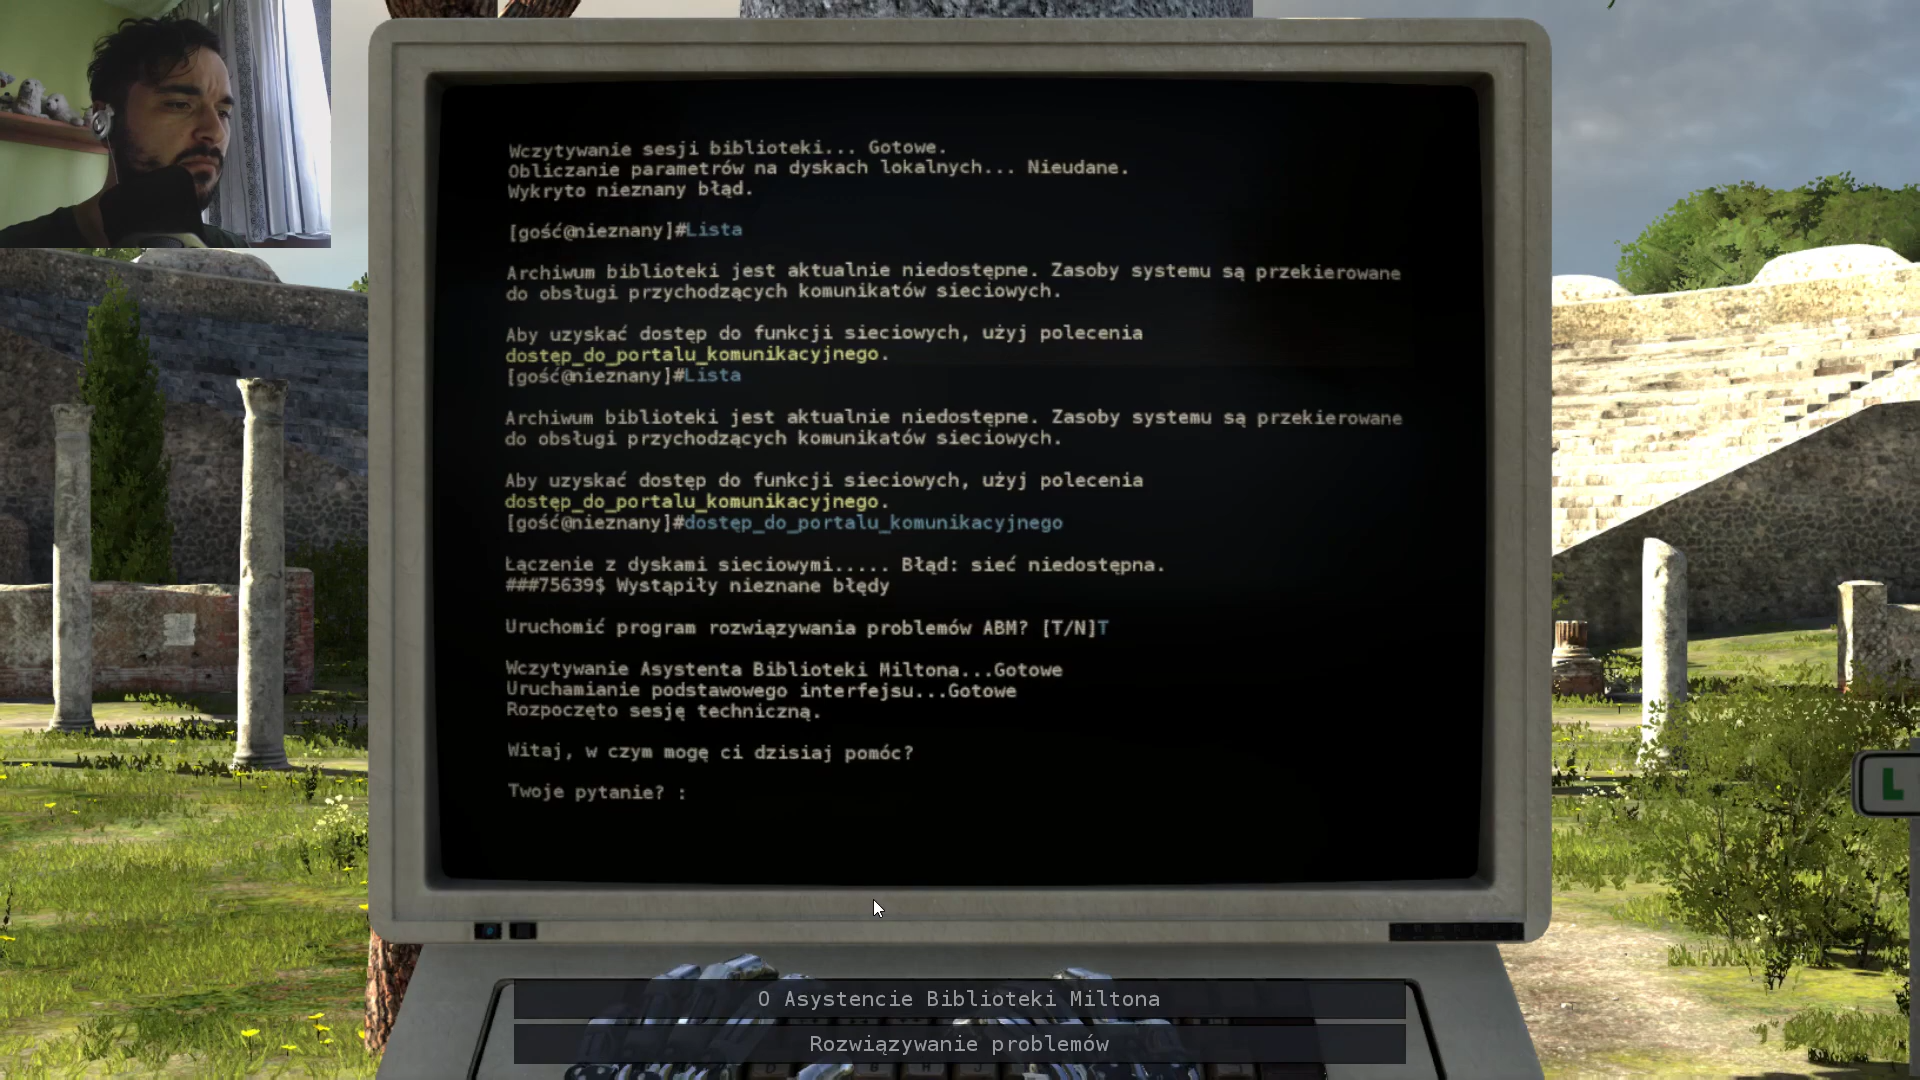 Wczytywanie sesji biblioteki... Gotowe.
Obliczanie parametrów na dyskach lokalnych... Nieudane.
Wykryto nieznany błąd.
[gość@nieznany]#Lista
Archiwum biblioteki jest aktualnie niedostępne. Zasoby systemu są przekierowane
do obsługi przychodzących komunikatów sieciowych.
Aby uzyskać dostęp do funkcji sieciowych, użyj polecenia
dostęp_do_portalu_komunikacyjnego.
[gość@nieznany]#Lista
Archiwum biblioteki jest aktualnie niedostępne. Zasoby systemu są przekierowane
do obsługi przychodzących komunikatów sieciowych.
Aby uzyskać dostęp do funkcji sieciowych, użyj polecenia
dostęp_do_portalu_komunikacyjnego.
[gość@nieznany]#dostęp_do_portalu_komunikacyjnego
Łączenie z dyskami sieciowymi..... Błąd: sieć niedostępna.
###75639$ Wystąpiły nieznane błędy
Uruchomić program rozwiązywania problemów ABM? [T/N]T
Wczytywanie Asystenta Biblioteki Miltona...Gotowe
Uruchamianie podstawowego interfejsu...Gotowe
Rozpoczęto sesję techniczną.
Witaj, w czym mogę ci dzisiaj pomóc?
Twoje pytanie? :
L
O Asystencie Biblioteki Miltona
Rozwiązywanie problemów